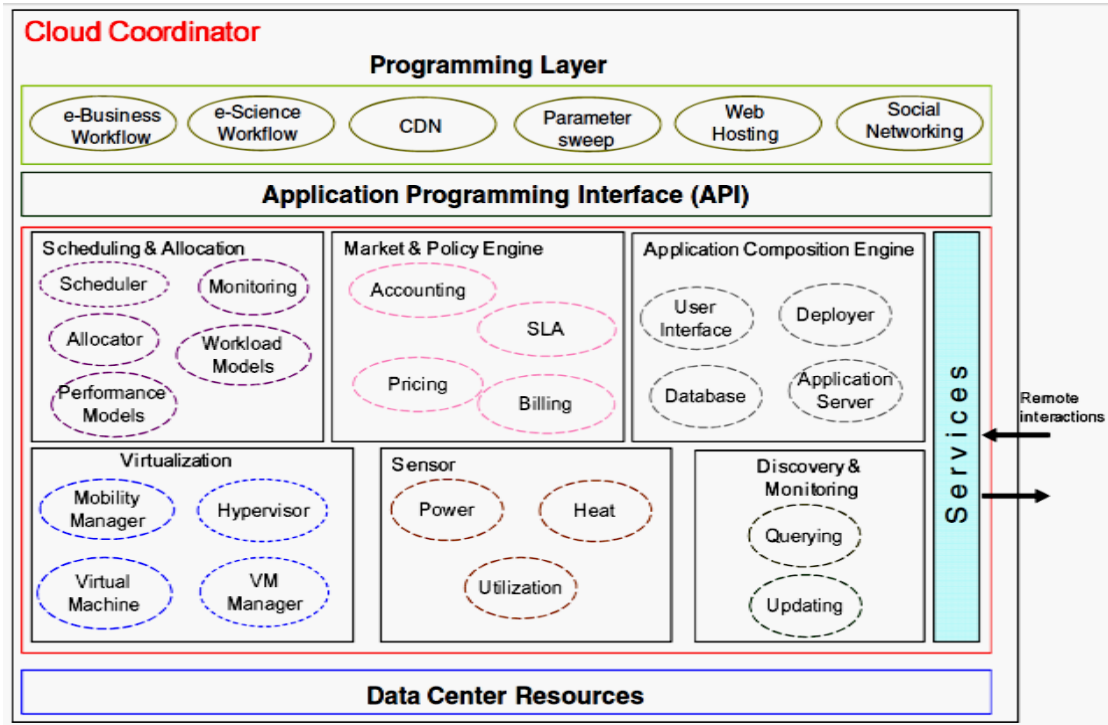 Cloud Coordinator
Programming Layer
e-Business
Workflow
e-Science
Workflow
CDN
Parameter
sweep
Web
Hosting
Social
Networking
Application Programming Interface (API)
Scheduling & Allocation
Scheduler
Monitoring
Allocator
Workload
Models
Performance
Models
Market & Policy Engine
Accounting
SLA
Pricing
Billing
Application Composition Engine
User
Interface
Deployer
Database
Application
Server
Virtualization
Mobility
Manager
Hypervisor
Virtual
Machine
VM
Manager
Sensor
Power
Heat
Utilization
Discovery &
Monitoring
Querying
Updating
Services
Remote
interactions
Data Center Resources